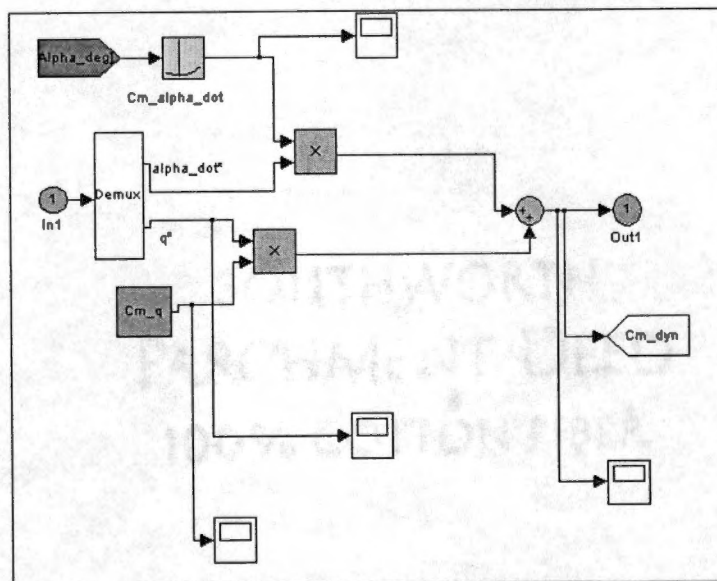 Alpha_deg
Cm_alpha_dot
×
alpha_dot*
Demux
1
In1
q*
×
Cm_q
+
+
1
Out1
Cm_dyn